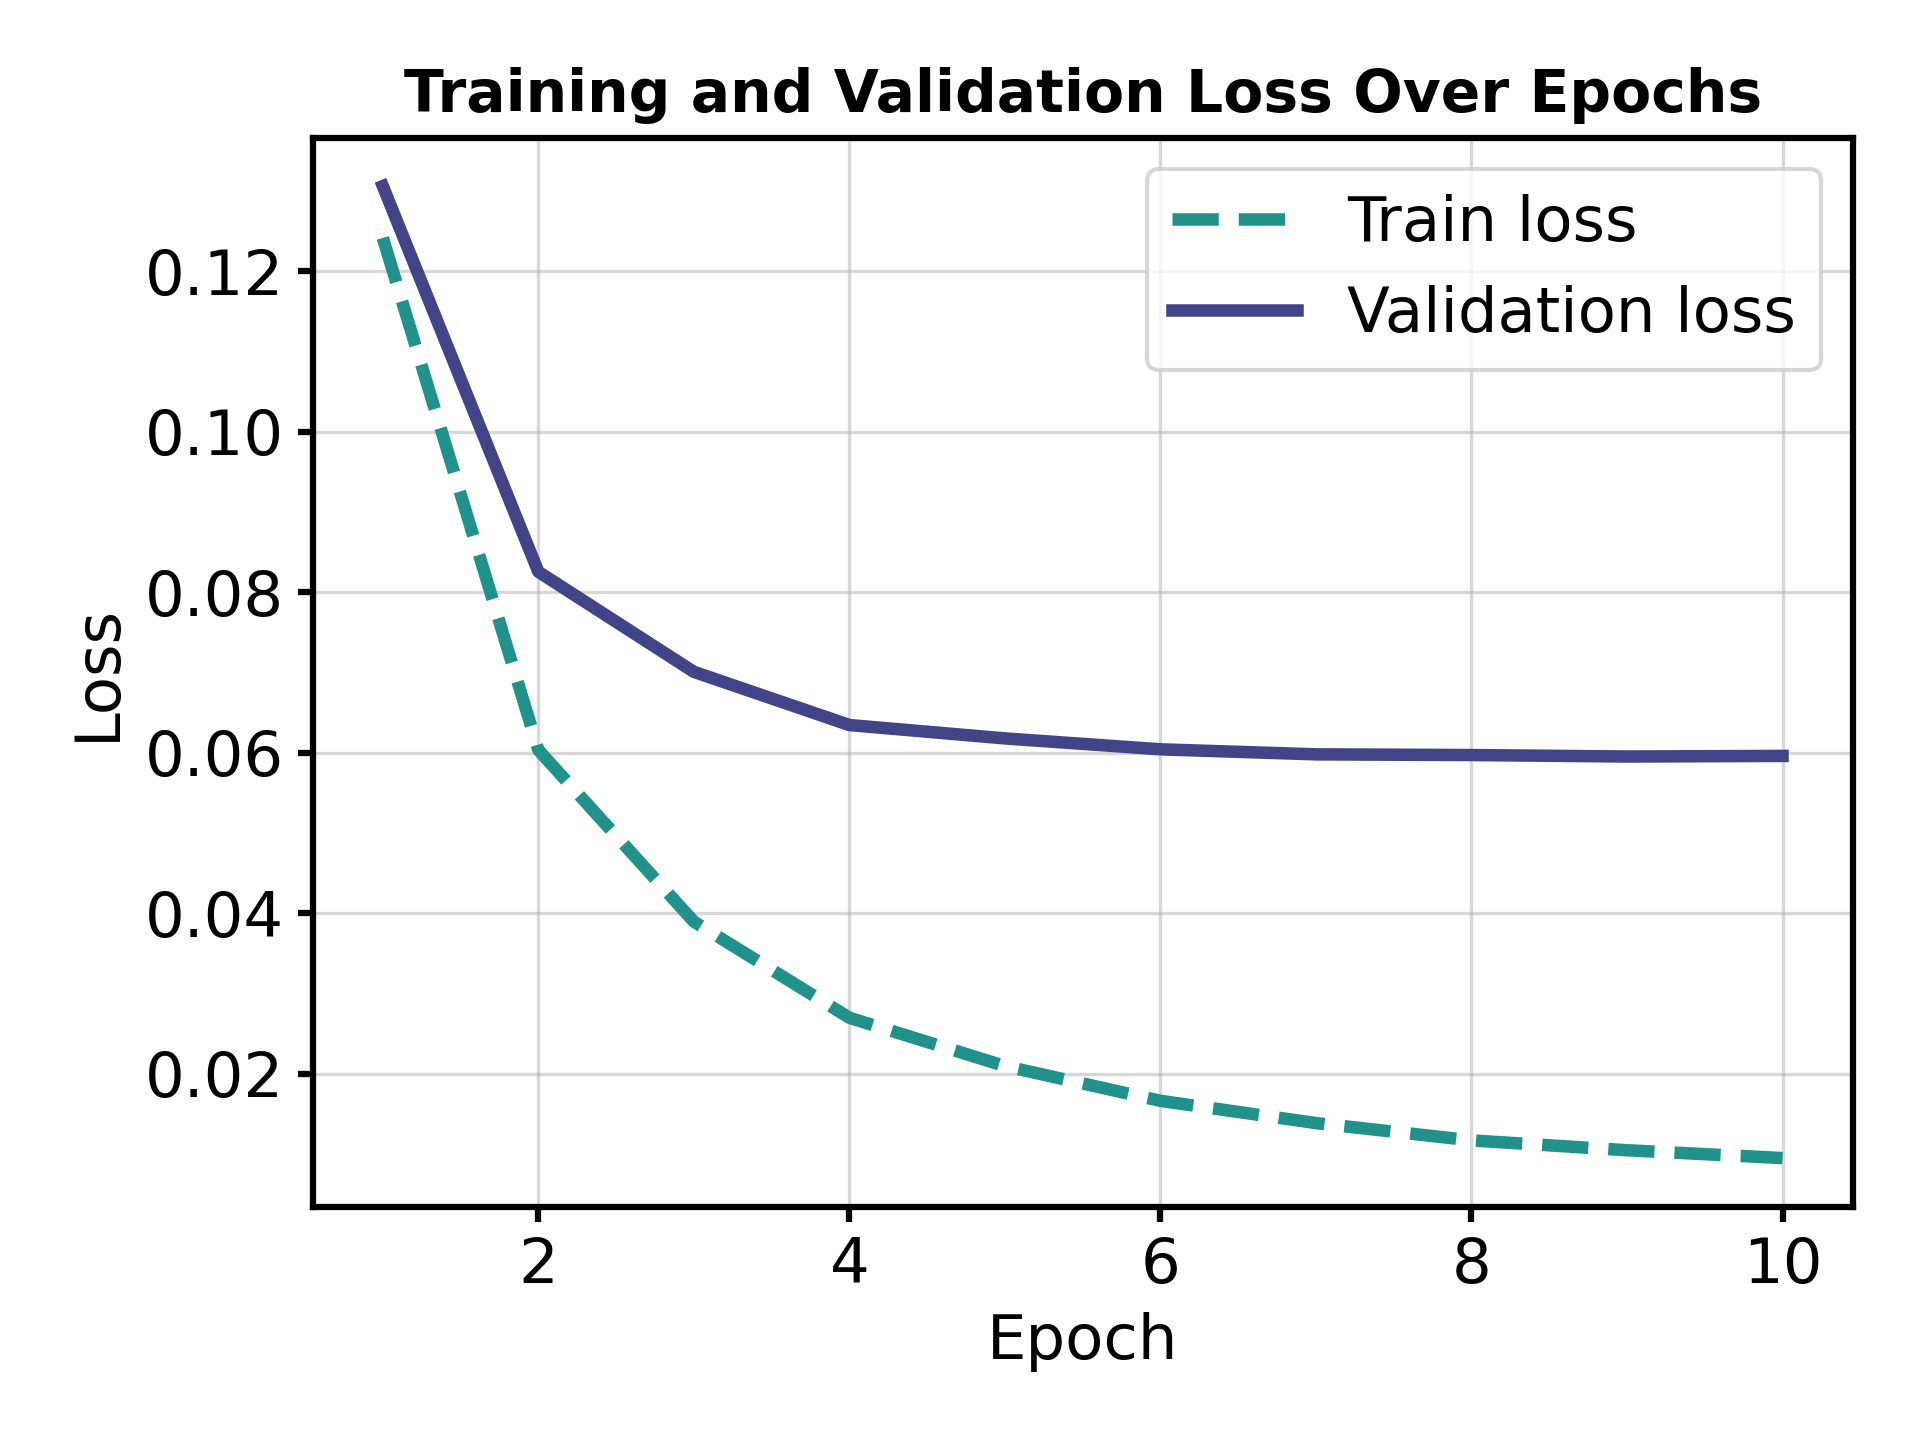 Training and Validation Loss Over Epochs
Train loss
Validation loss
Loss
0.12
0.10
0.08
0.06
0.04
0.02
2 4 6 8 10
Epoch